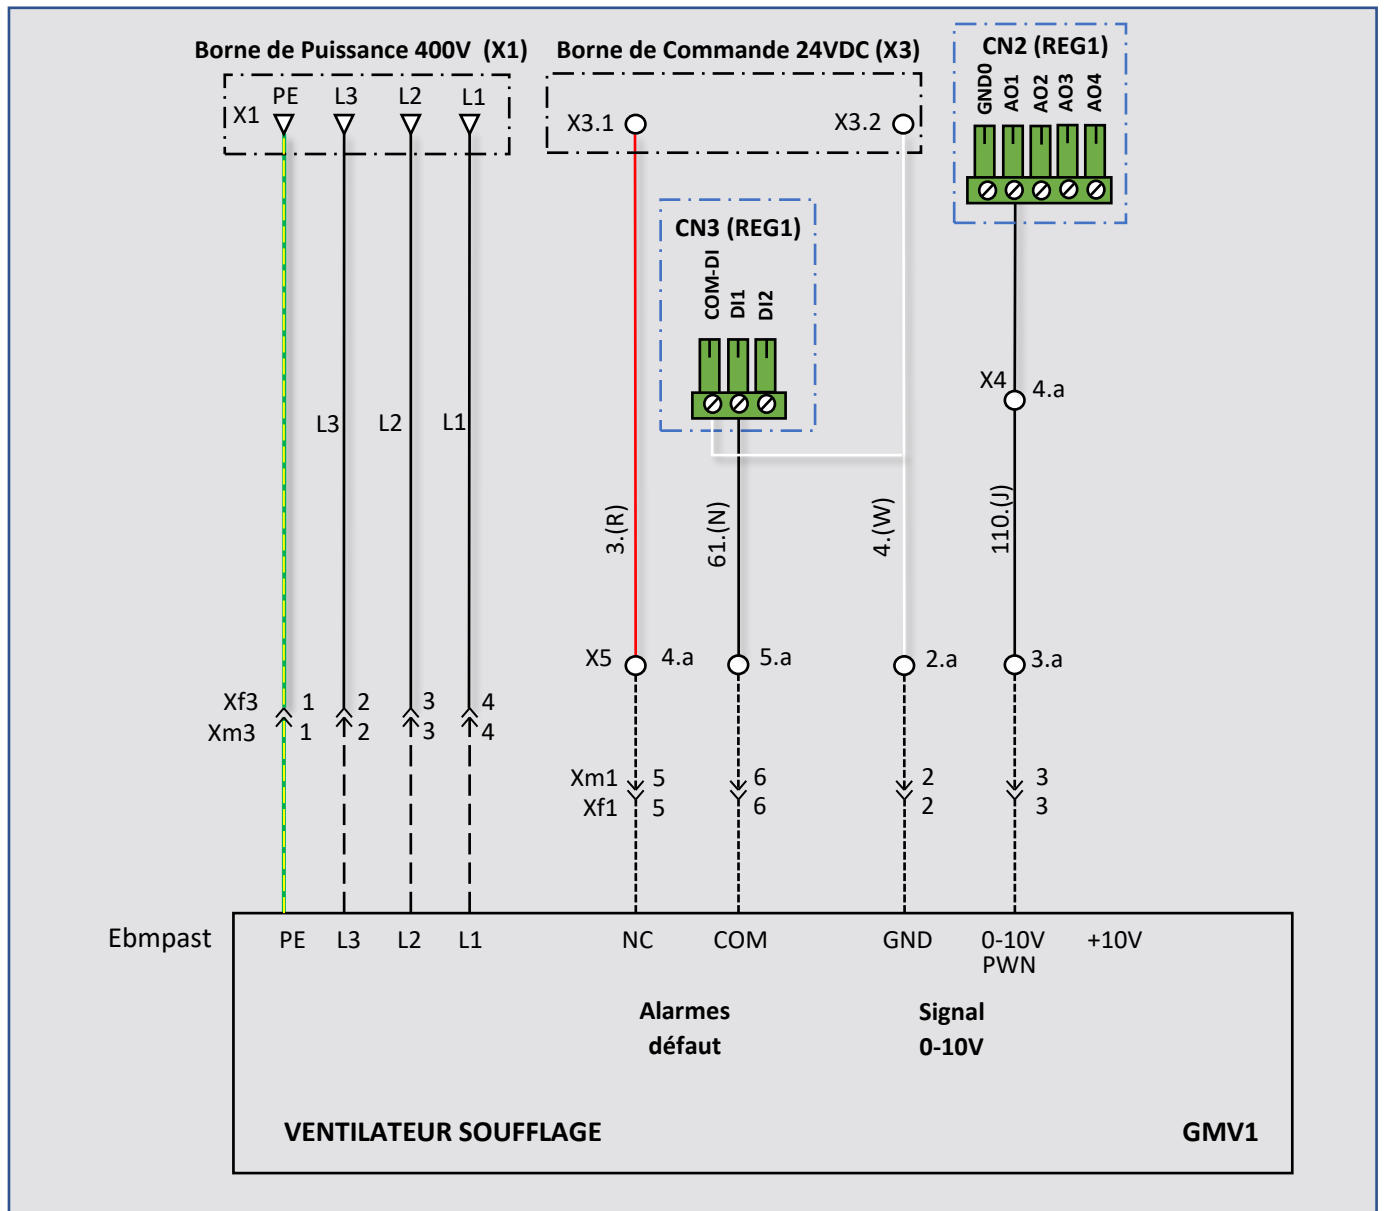 Borne de Puissance 400V (X1)
Borne de Commande 24VDC (X3)
CN2 (REG1)
GND0
AO1
AO2
AO3
AO4
X1
PE
L3
L2
L1
X3.1
X3.2
CN3 (REG1)
COM-DI
DI1
DI2
X4
4.a
L3
L2
L1
3.(R)
61.(N)
4.(W)
110.(J)
X5
4.a
5.a
2.a
3.a
Xf3
1
2
3
4
Xm3
1
2
3
4
Xm1
5
6
2
3
Xf1
5
6
2
3
Ebmpast
PE
L3
L2
L1
NC
COM
GND
0-10V
PWN
+10V
Alarmes
défaut
Signal
0-10V
VENTILATEUR SOUFFLAGE
GMV1